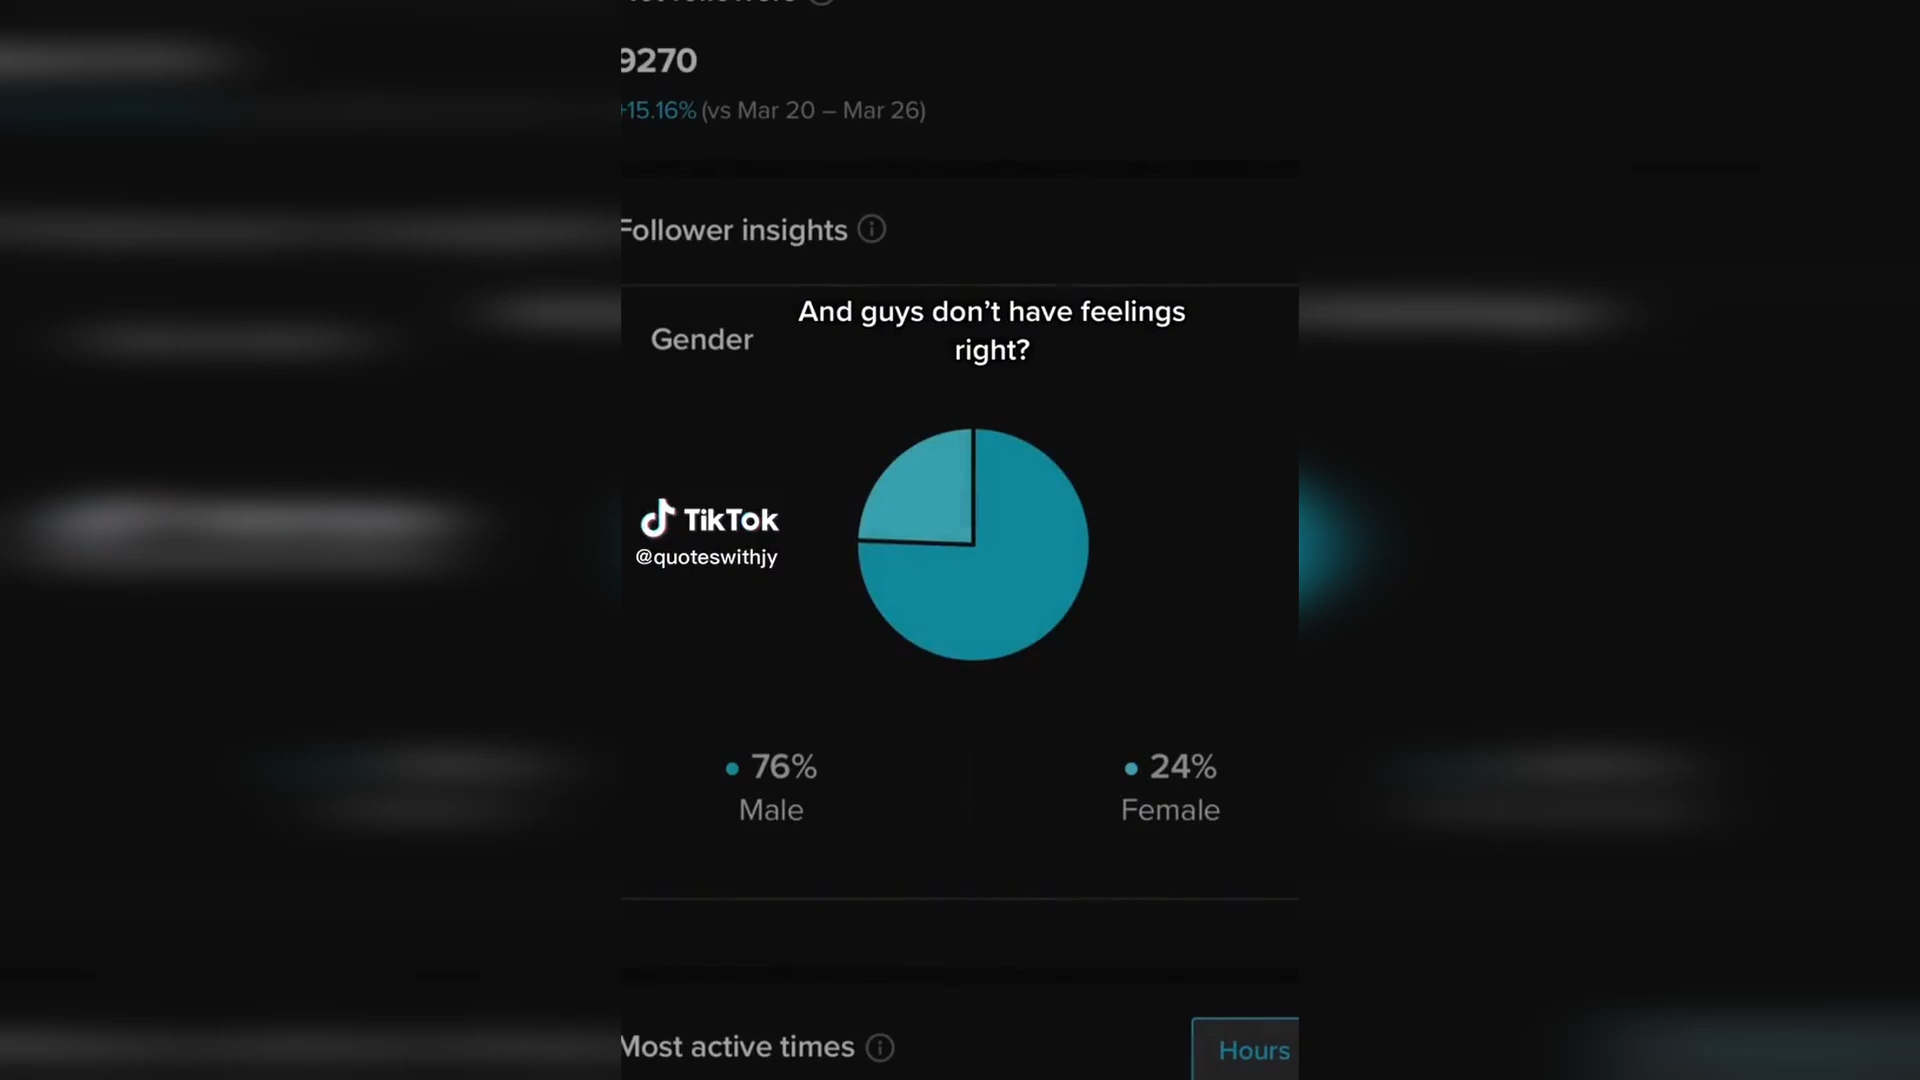 9270
+15.16% (vs Mar 20 – Mar 26)
Follower insights
And guys don’t have feelings
right?
Gender
TikTok
@quoteswithjy
76%
Male
24%
Female
Most active times
Hours